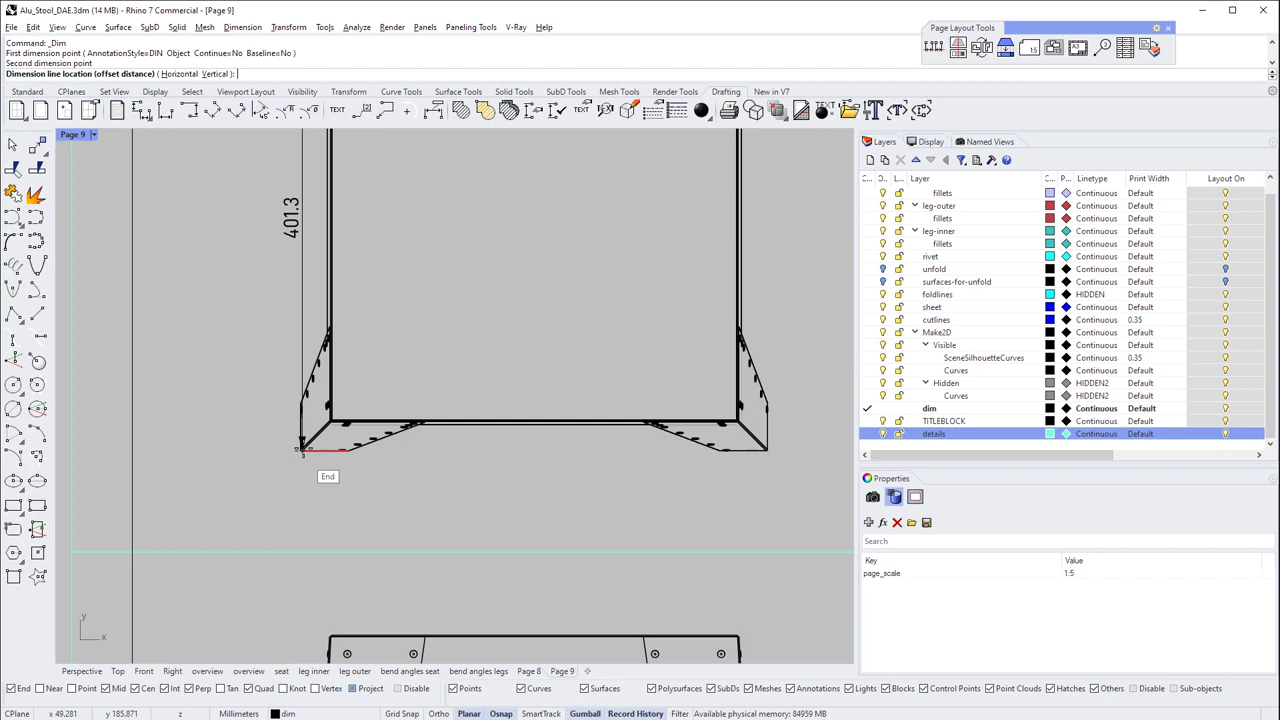 Alu_Stool_DAE.3dm (14 MB) - Rhino 7 Commercial - [Page 9]
File Edit View Curve Surface SubD Solid Mesh Dimension Transform Tools Analyze Render Panels Paneling Tools V-Ray Help
Page Layout Tools
Command: _Dim
First dimension point ( AnnotationStyle=DIN Object Continue=No Baseline=No )
Second dimension point
Dimension line location (offset distance) ( Horizontal Vertical ):
Standard CPlanes Set View Display Select Viewport Layout Visibility Transform Curve Tools Surface Tools Solid Tools SubD Tools Mesh Tools Render Tools Drafting New in V7
TEXT
TEXT
Page 9
Layers Display Named Views
C... O... L... Layer C... P... Linetype Print Width Layout On
fillets Continuous Default
leg-outer Continuous Default
fillets Continuous Default
leg-inner Continuous Default
fillets Continuous Default
rivet Continuous Default
unfold Continuous Default
surfaces-for-unfold Continuous Default
foldlines HIDDEN Default
sheet Continuous Default
cutlines Continuous 0.35
Make2D Continuous Default
Visible Continuous Default
SceneSilhouetteCurves Continuous 0.35
Curves Continuous Default
Hidden HIDDEN2 Default
Curves HIDDEN2 Default
dim Continuous Default
TITLEBLOCK Continuous Default
details Continuous Default
401.3
End
Properties
Search
Key Value
page_scale 1:5
y
x
Perspective Top Front Right overview overview seat leg inner leg outer bend angles seat bend angles legs Page 8 Page 9
End Near Point Mid Cen Int Perp Tan Quad Knot Vertex Project Disable Points Curves Surfaces Polysurfaces SubDs Meshes Annotations Lights Blocks Control Points Point Clouds Hatches Others Disable Sub-objects
CPlane x 49.281 y 185.871 z Millimeters dim Grid Snap Ortho Planar Osnap SmartTrack Gumball Record History Filter Available physical memory: 84959 MB